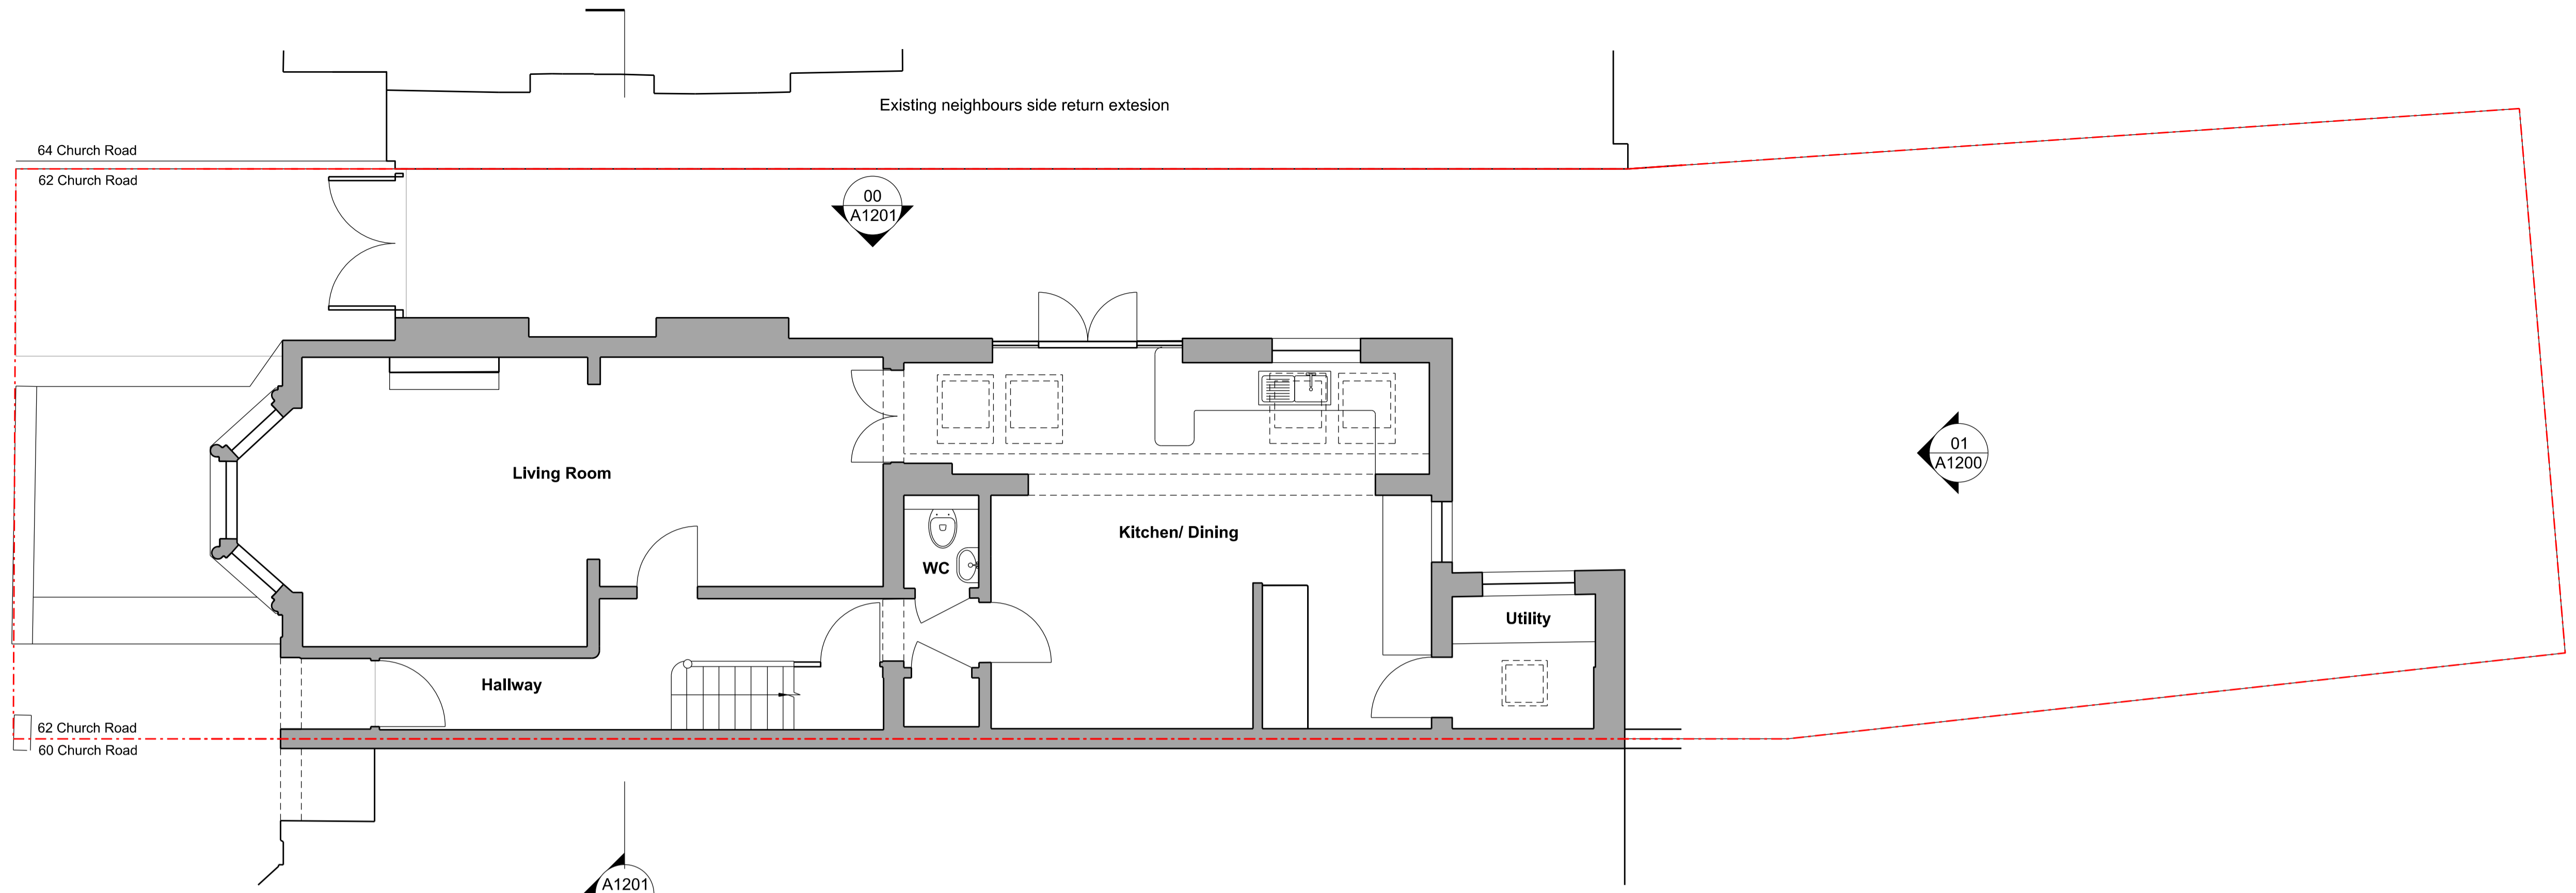 Existing neighbours side return extesion
64 Church Road
62 Church Road
00
A1201
01
A1200
Living Room
Kitchen/ Dining
WC
Utility
Hallway
62 Church Road
60 Church Road
A1201